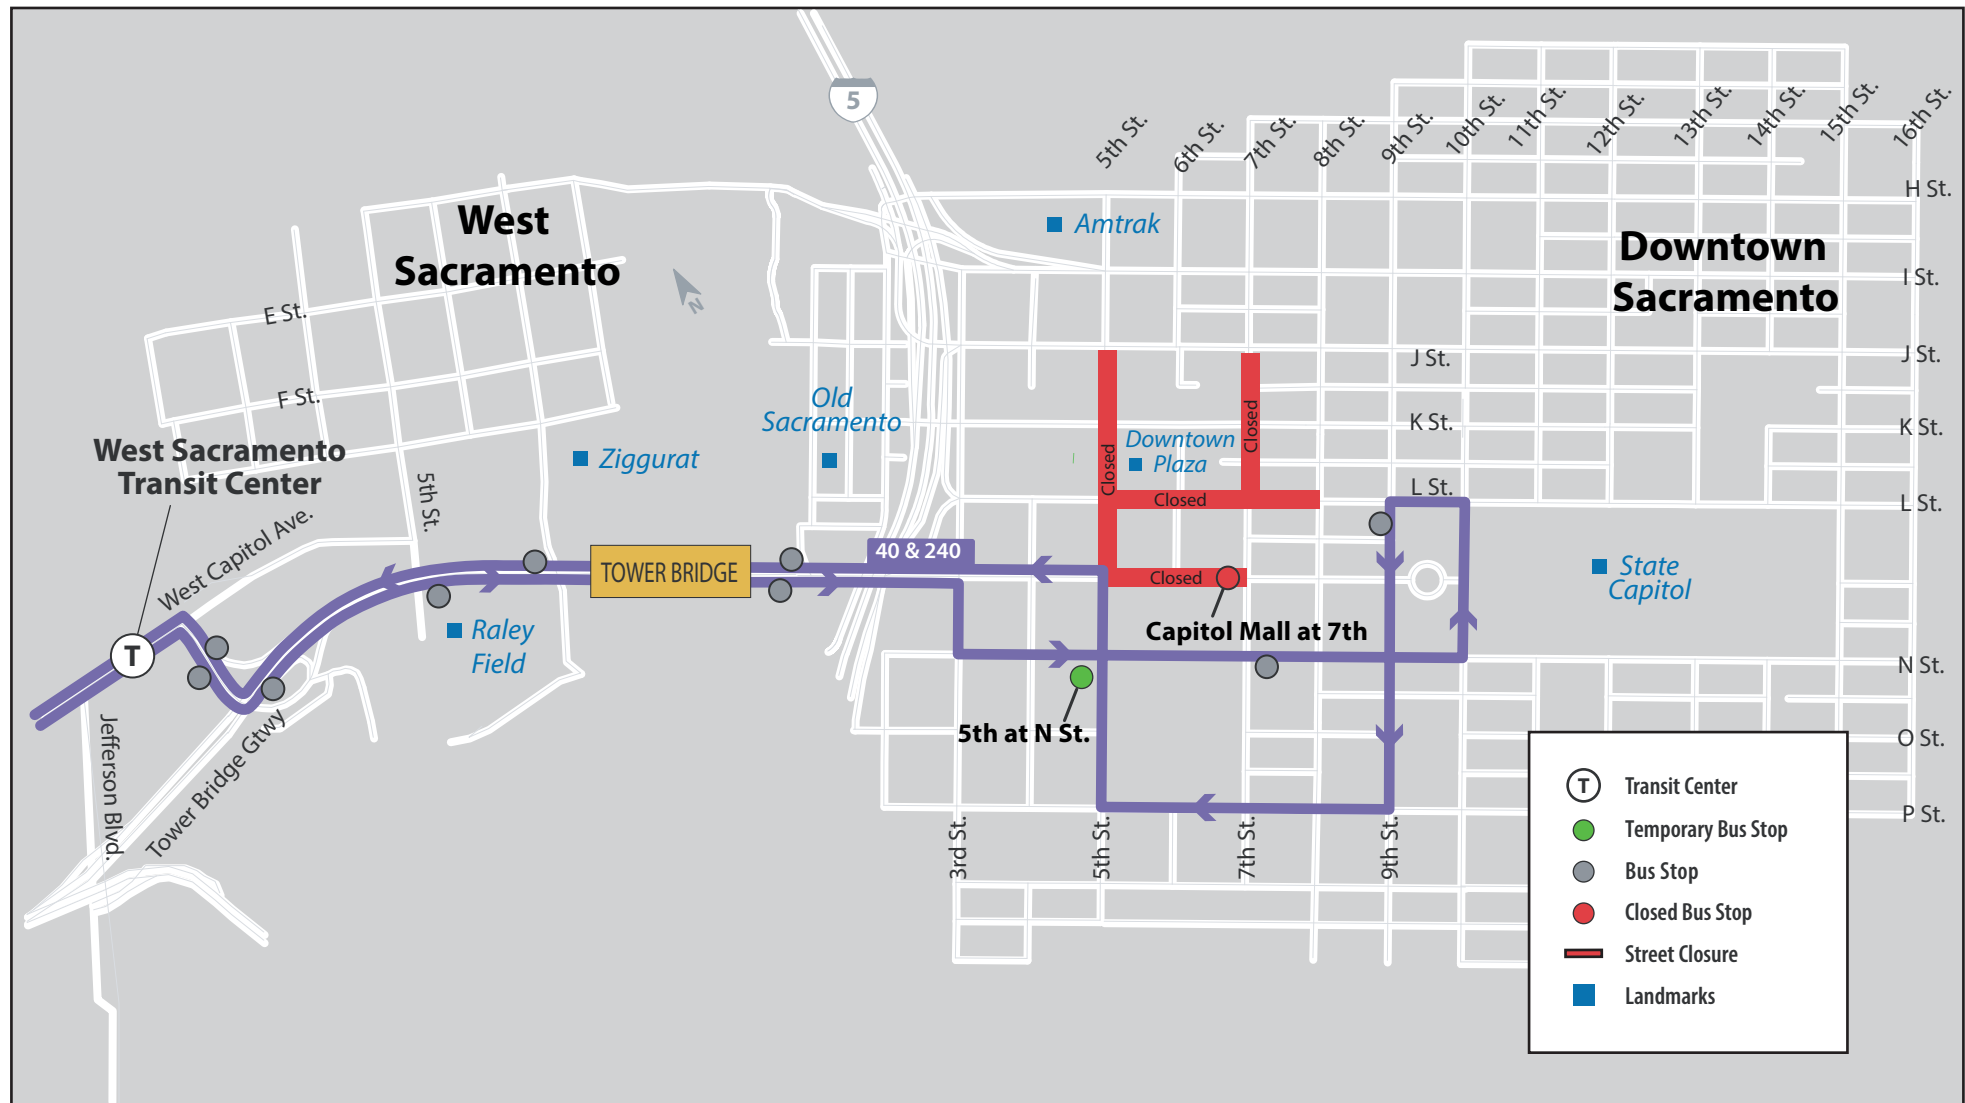 5
5th St.
6th St.
7th St.
8th St.
9th St.
10th St.
11th St.
12th St.
13th St.
14th St.
15th St.
16th St.
H St.
West
Sacramento
Amtrak
Downtown
Sacramento
I St.
N
E St.
F St.
J St.
J St.
Old
Sacramento
K St.
K St.
Closed
Closed
Downtown
Plaza
West Sacramento
Transit Center
Ziggurat
5th St.
L St.
L St.
Closed
West Capitol Ave.
40 & 240
TOWER BRIDGE
Closed
State
Capitol
Raley
Field
Capitol Mall at 7th
T
N St.
5th at N St.
O St.
Jefferson Blvd.
Tower Bridge Gtwy
P St.
3rd St.
5th St.
7th St.
9th St.
T
Transit Center
Temporary Bus Stop
Bus Stop
Closed Bus Stop
Street Closure
Landmarks